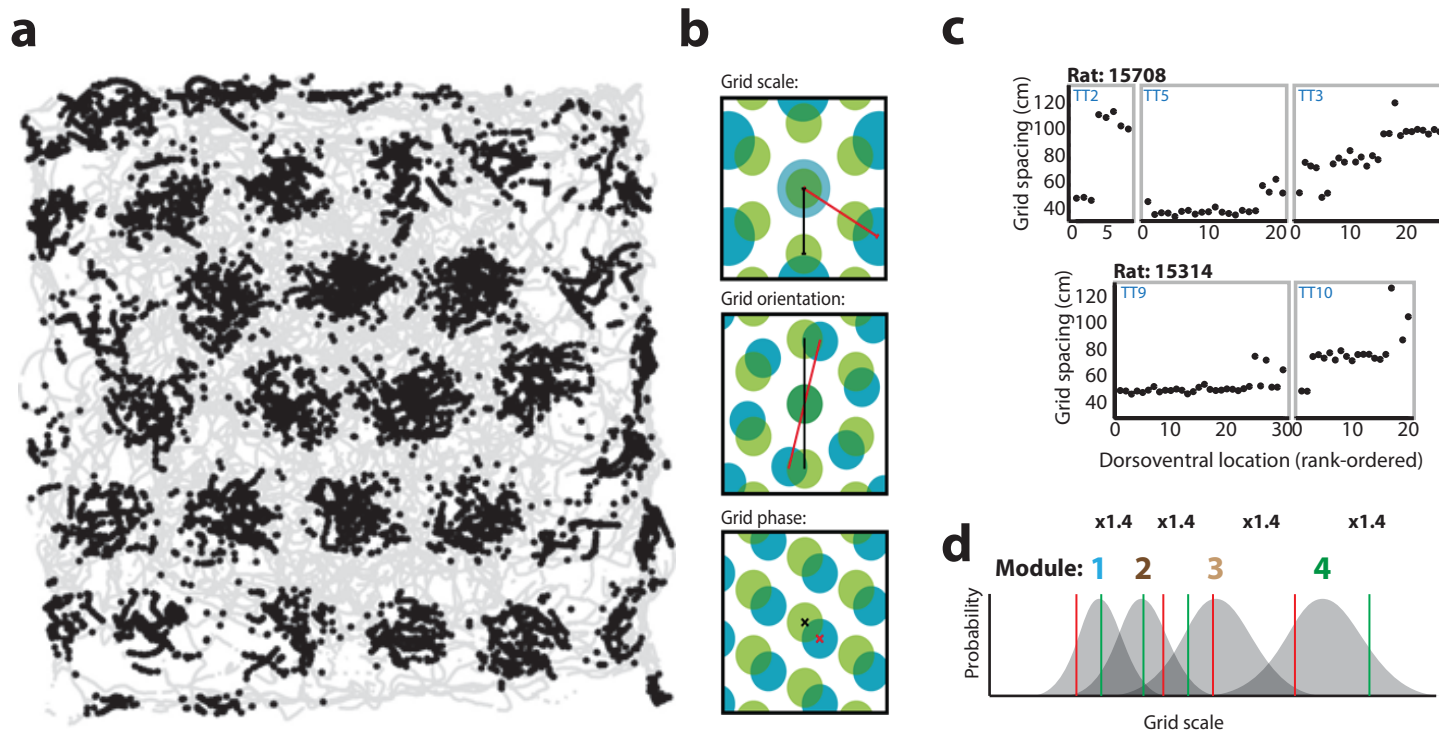 a
b
Grid scale:
Grid orientation:
Grid phase:
c
Rat: 15708
TT2
TT5
TT3
Grid spacing (cm)
120
100
80
60
40
0 5 0 10 20 0 10 20
Rat: 15314
TT9
TT10
Grid spacing (cm)
120
100
80
60
40
0 10 20 300 10 20
Dorsoventral location (rank-ordered)
d
x1.4 x1.4 x1.4 x1.4
Module: 1 2 3 4
Probability
Grid scale